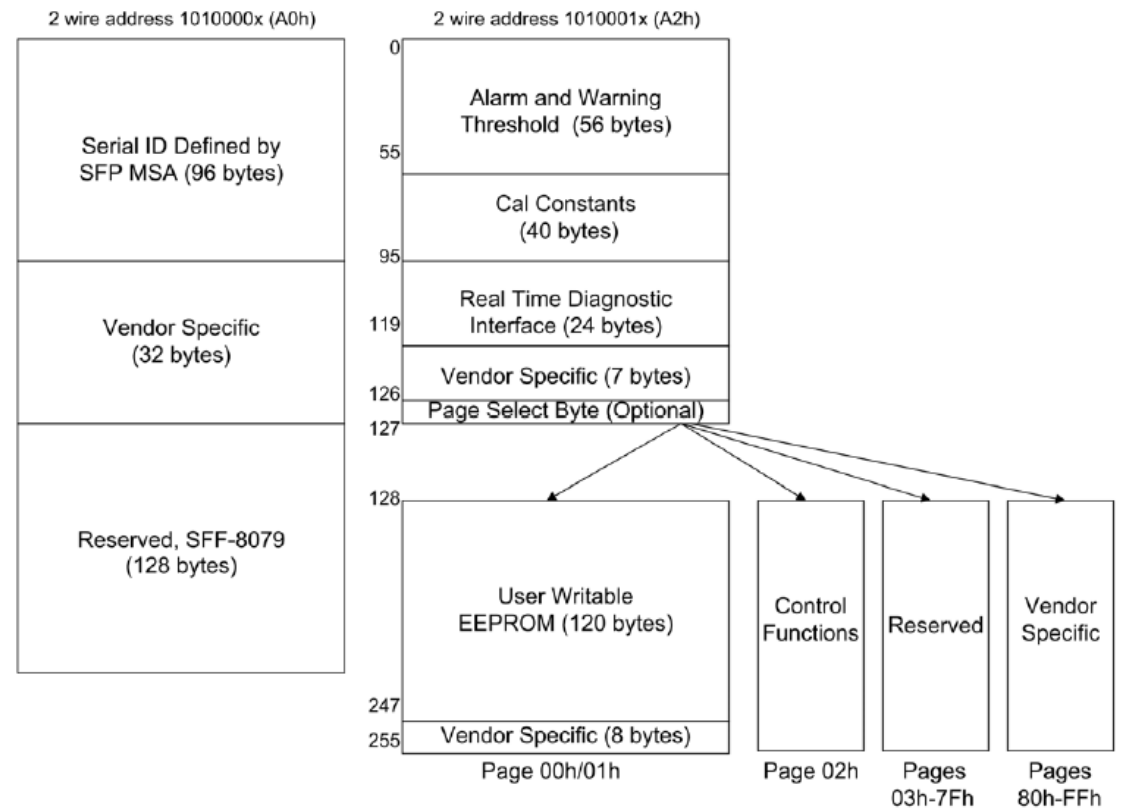 2 wire address 1010000x (A0h)
Serial ID Defined by
SFP MSA (96 bytes)
Vendor Specific
(32 bytes)
Reserved, SFF-8079
(128 bytes)
2 wire address 1010001x (A2h)
0
Alarm and Warning
Threshold (56 bytes)
55
Cal Constants
(40 bytes)
95
Real Time Diagnostic
Interface (24 bytes)
119
Vendor Specific (7 bytes)
126
Page Select Byte (Optional)
127
128
User Writable
EEPROM (120 bytes)
247
Vendor Specific (8 bytes)
255
Page 00h/01h
Control
Functions
Page 02h
Reserved
Pages
03h-7Fh
Vendor
Specific
Pages
80h-FFh